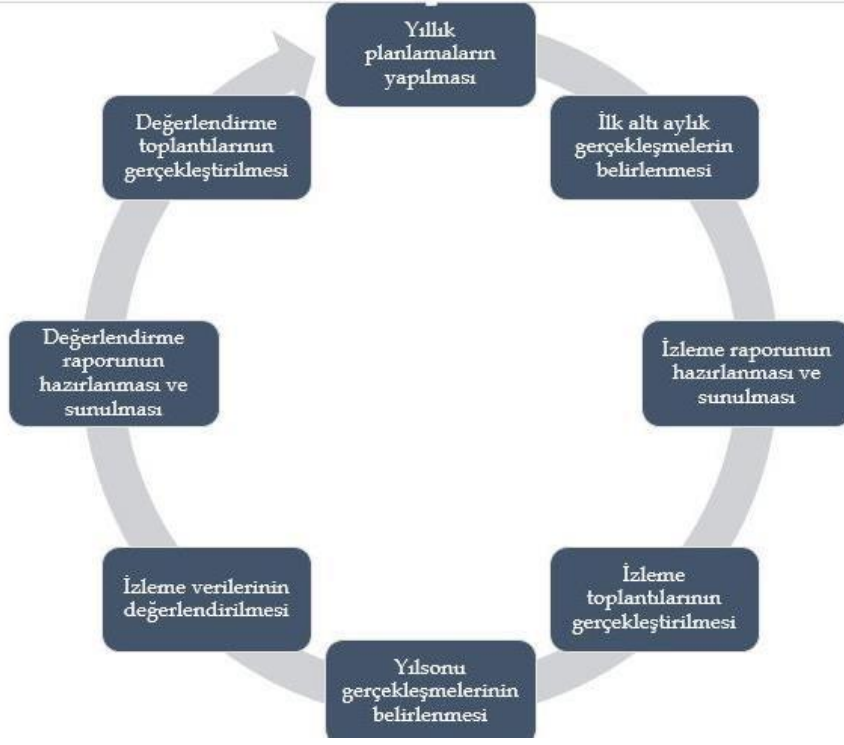 Yıllık
planlamaların
yapılması
İlk altı aylık
gerçekleşmelerin
belirlenmesi
İzleme raporunun
hazırlanması ve
sunulması
İzleme
toplantılarının
gerçekleştirilmesi
Yılsonu
gerçekleşmelerinin
belirlenmesi
İzleme verilerinin
değerlendirilmesi
Değerlendirme
raporunun
hazırlanması ve
sunulması
Değerlendirme
toplantılarının
gerçekleştirilmesi